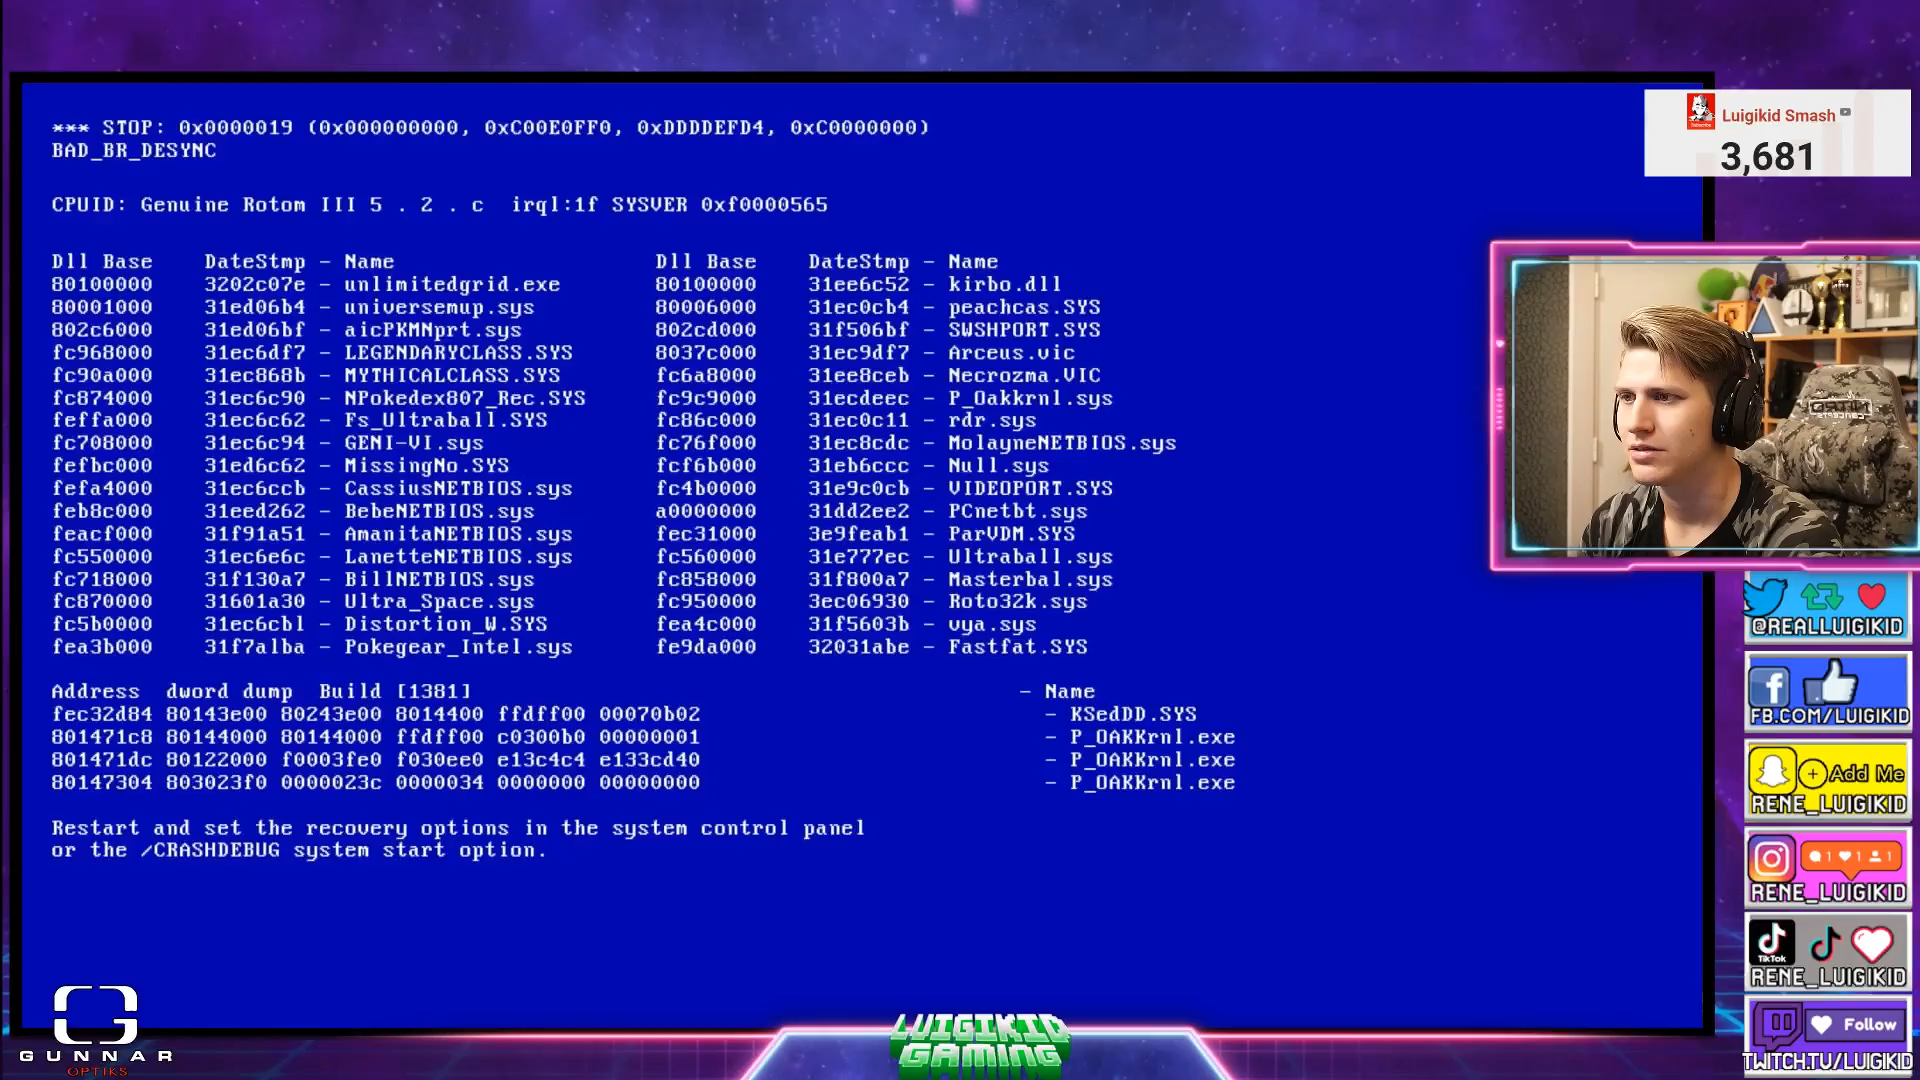 *** STOP: 0x0000019 (0x000000000, 0xC00E0FF0, 0xDDDDEFD4, 0xC0000000)
BAD_BR_DESYNC
CPUID: Genuine Rotom III 5 . 2 . c irql:1f SYSVER 0xf0000565
Dll Base DateStmp - Name Dll Base DateStmp - Name
80100000 3202c07e - unlimitedgrid.exe 80100000 31ee6c52 - kirbo.dll
80001000 31ed06b4 - universemup.sys 80006000 31ec0cb4 - peachcas.SYS
802c6000 31ed06bf - aicPKMNprt.sys 802cd000 31f506bf - SWSHPORT.SYS
fc968000 31ec6df7 - LEGENDARYCLASS.SYS 8037c000 31ec9df7 - Arceus.vic
fc90a000 31ec868b - MYTHICALCLASS.SYS fc6a8000 31ee8ceb - Necrozma.VIC
fc874000 31ec6c90 - NPokedex807_Rec.SYS fc9c9000 31ecdeec - P_Oakkrnl.sys
feffa000 31ec6c62 - Fs_Ultraball.SYS fc86c000 31ec0c11 - rdr.sys
fc708000 31ec6c94 - GENI-VI.sys fc76f000 31ec8cdc - MolayneNETBIOS.sys
fefbc000 31ed6c62 - MissingNo.SYS fcf6b000 31eb6ccc - Null.sys
fefa4000 31ec6ccb - CassiusNETBIOS.sys fc4b0000 31e9c0cb - VIDEOPORT.SYS
feb8c000 31eed262 - BebeNETBIOS.sys a0000000 31dd2ee2 - PCnetbt.sys
feacf000 31f91a51 - AmanitaNETBIOS.sys fec31000 3e9feab1 - ParVDM.SYS
fc550000 31ec6e6c - LanetteNETBIOS.sys fc560000 31e777ec - Ultraball.sys
fc718000 31f130a7 - BillNETBIOS.sys fc858000 31f800a7 - Masterbal.sys
fc870000 31601a30 - Ultra_Space.sys fc950000 3ec06930 - Roto32k.sys
fc5b0000 31ec6cbl - Distortion_W.SYS fea4c000 31f5603b - vya.sys
fea3b000 31f7alba - Pokegear_Intel.sys fe9da000 32031abe - Fastfat.SYS
Address dword dump Build [1381] - Name
fec32d84 80143e00 80243e00 8014400 ffdff00 00070b02 - KSedDD.SYS
801471c8 80144000 80144000 ffdff00 c0300b0 00000001 - P_OAKKrnl.exe
801471dc 80122000 f0003fe0 f030ee0 e13c4c4 e133cd40 - P_OAKKrnl.exe
80147304 803023f0 0000023c 0000034 0000000 00000000 - P_OAKKrnl.exe
Restart and set the recovery options in the system control panel
or the /CRASHDEBUG system start option.
Luigikid Smash
3,681
@REALLUIGIKID
FB.COM/LUIGIKID
Add Me
RENE_LUIGIKID
1 1 1
RENE_LUIGIKID
TikTok
RENE_LUIGIKID
Follow
TWITCH.TV/LUIGIKID
GUNNAR
OPTIKS
LUIGIKID
GAMING